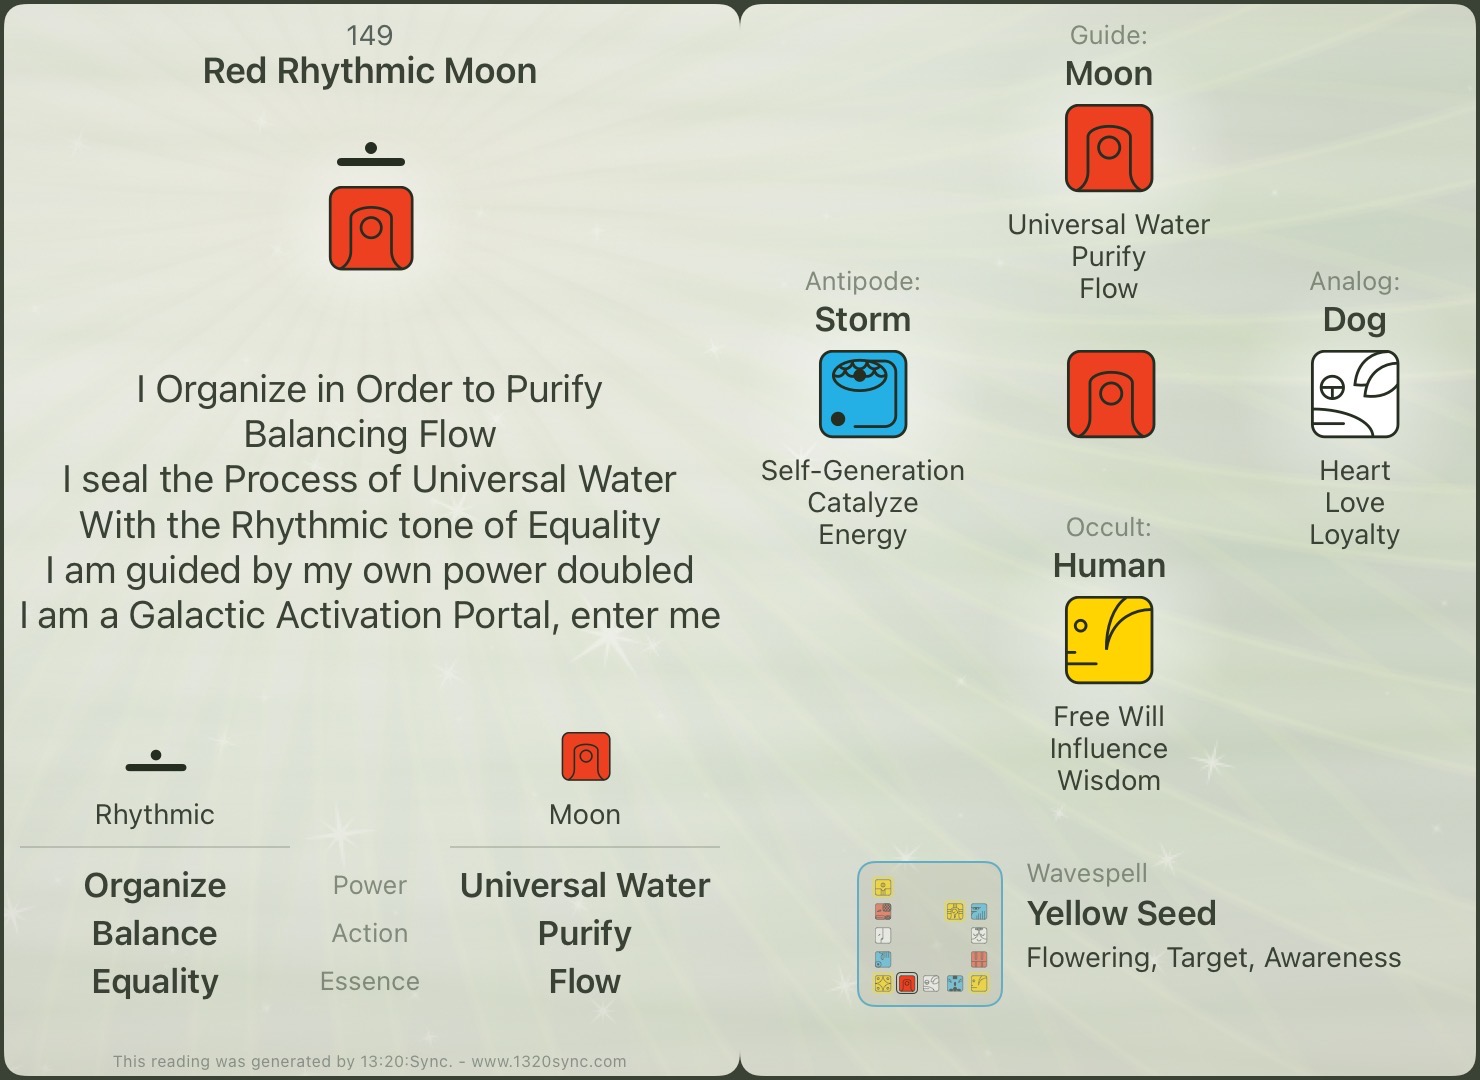 149
Red Rhythmic Moon
I Organize in Order to Purify
Balancing Flow
I seal the Process of Universal Water
With the Rhythmic tone of Equality
I am guided by my own power doubled
I am a Galactic Activation Portal, enter me
Rhythmic
Moon
Organize Power Universal Water
Balance Action Purify
Equality Essence Flow
This reading was generated by 13:20:Sync. - www.1320sync.com
Guide:
Moon
Universal Water
Purify
Flow
Antipode:
Storm
Self-Generation
Catalyze
Energy
Analog:
Dog
Heart
Love
Loyalty
Occult:
Human
Free Will
Influence
Wisdom
Wavespell
Yellow Seed
Flowering, Target, Awareness